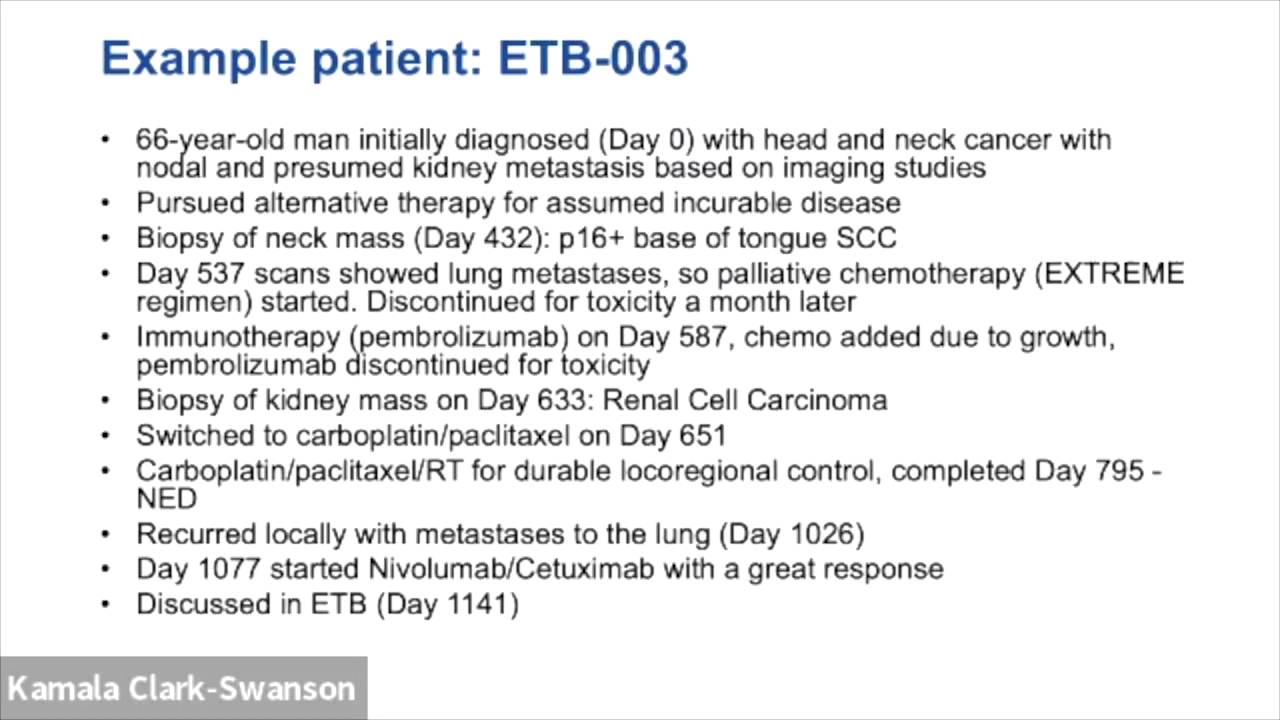 Example patient: ETB-003
• 66-year-old man initially diagnosed (Day 0) with head and neck cancer with
nodal and presumed kidney metastasis based on imaging studies
• Pursued alternative therapy for assumed incurable disease
• Biopsy of neck mass (Day 432): p16+ base of tongue SCC
• Day 537 scans showed lung metastases, so palliative chemotherapy (EXTREME
regimen) started. Discontinued for toxicity a month later
• Immunotherapy (pembrolizumab) on Day 587, chemo added due to growth,
pembrolizumab discontinued for toxicity
• Biopsy of kidney mass on Day 633: Renal Cell Carcinoma
• Switched to carboplatin/paclitaxel on Day 651
• Carboplatin/paclitaxel/RT for durable locoregional control, completed Day 795 -
NED
• Recurred locally with metastases to the lung (Day 1026)
• Day 1077 started Nivolumab/Cetuximab with a great response
• Discussed in ETB (Day 1141)
Kamala Clark-Swanson